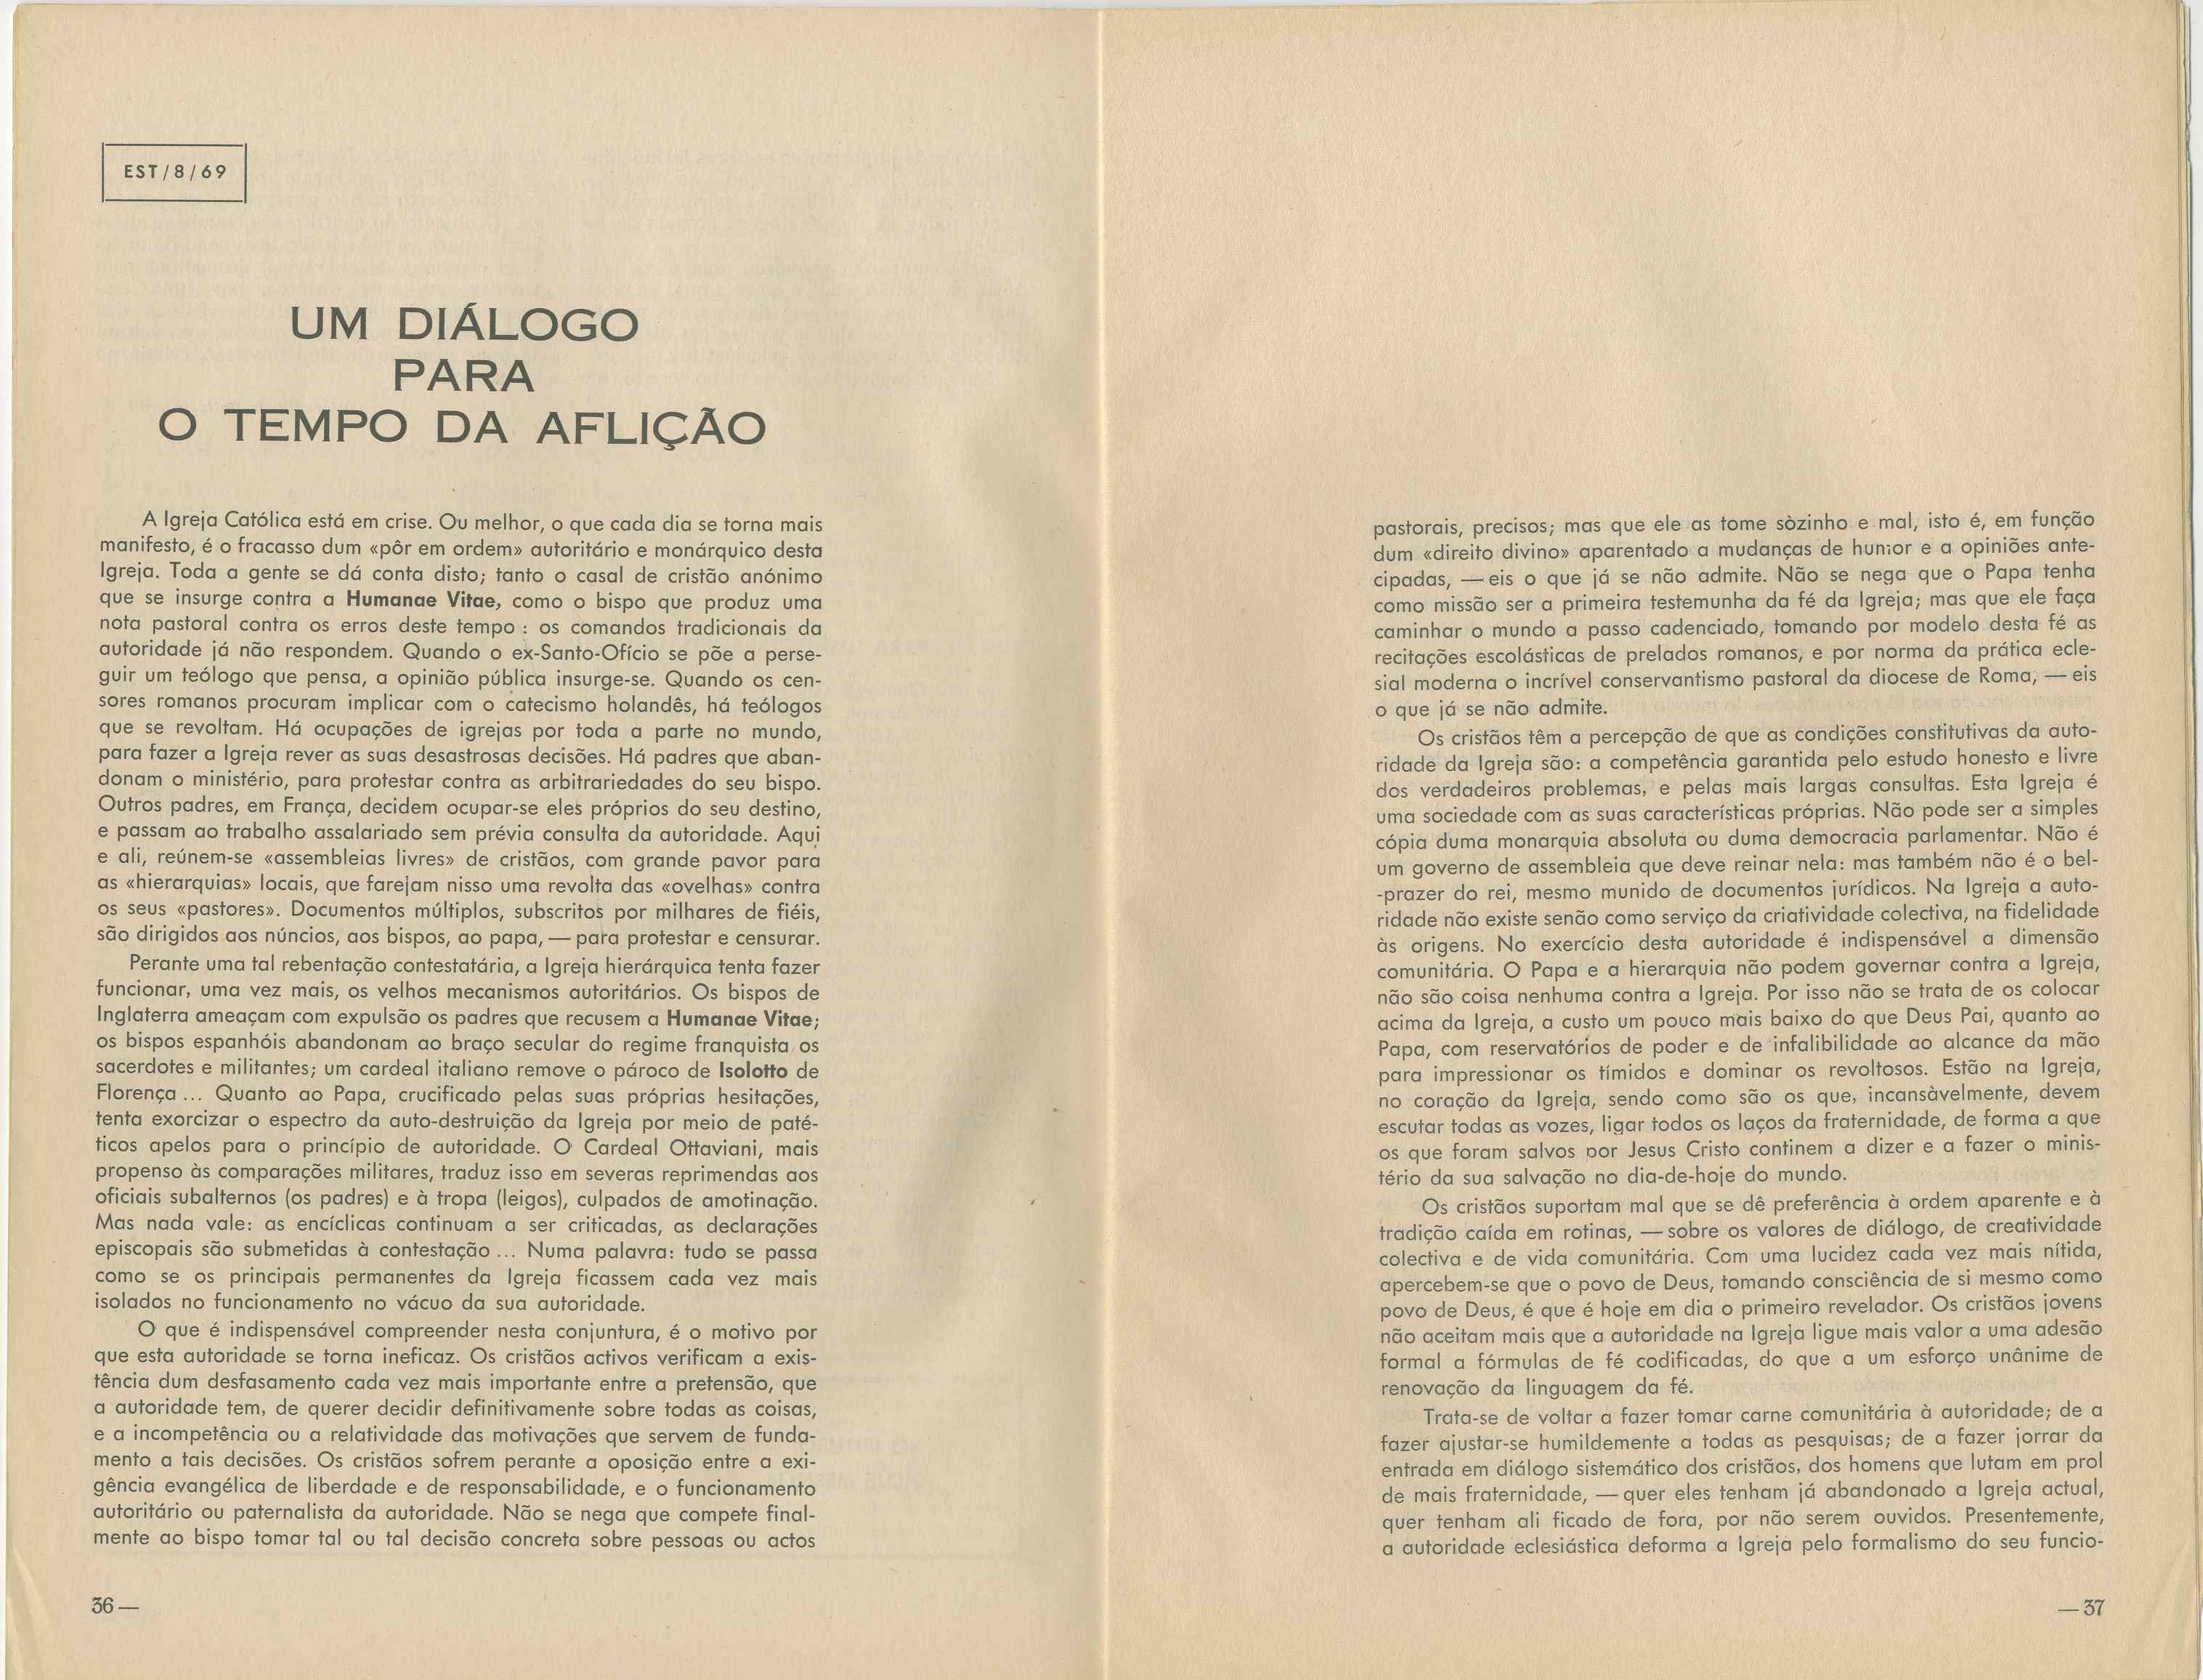 EST/8/69
UM DIÁLOGO
PARA
O TEMPO DA AFLIÇÃO
A Igreja Católica está em crise. Ou melhor, o que cada dia se torna mais
manifesto, é o fracasso dum «pôr em ordem» autoritário e monárquico desta
Igreja. Toda a gente se dá conta disto; tanto o casal de cristão anónimo
que se insurge contra a Humanae Vitae, como o bispo que produz uma
nota pastoral contra os erros deste tempo : os comandos tradicionais da
autoridade já não respondem. Quando o ex-Santo-Ofício se põe a perse-
guir um teólogo que pensa, a opinião pública insurge-se. Quando os cen-
sores romanos procuram implicar com o catecismo holandês, há teólogos
que se revoltam. Há ocupações de igrejas por toda a parte no mundo,
para fazer a Igreja rever as suas desastrosas decisões. Há padres que aban-
donam o ministério, para protestar contra as arbitrariedades do seu bispo.
Outros padres, em França, decidem ocupar-se eles próprios do seu destino,
e passam ao trabalho assalariado sem prévia consulta da autoridade. Aqui
e ali, reúnem-se «assembleias livres» de cristãos, com grande pavor para
as «hierarquias» locais, que farejam nisso uma revolta das «ovelhas» contra
os seus «pastores». Documentos múltiplos, subscritos por milhares de fiéis,
são dirigidos aos núncios, aos bispos, ao papa, — para protestar e censurar.
Perante uma tal rebentação contestatária, a Igreja hierárquica tenta fazer
funcionar, uma vez mais, os velhos mecanismos autoritários. Os bispos de
Inglaterra ameaçam com expulsão os padres que recusem a Humanae Vitae;
os bispos espanhóis abandonam ao braço secular do regime franquista os
sacerdotes e militantes; um cardeal italiano remove o pároco de Isolotto de
Florença ... Quanto ao Papa, crucificado pelas suas próprias hesitações,
tenta exorcizar o espectro da auto-destruição da Igreja por meio de paté-
ticos apelos para o princípio de autoridade. O Cardeal Ottaviani, mais
propenso às comparações militares, traduz isso em severas reprimendas aos
oficiais subalternos (os padres) e à tropa (leigos), culpados de amotinação.
Mas nada vale: as encíclicas continuam a ser criticadas, as declarações
episcopais são submetidas à contestação ... Numa palavra: tudo se passa
como se os principais permanentes da Igreja ficassem cada vez mais
isolados no funcionamento no vácuo da sua autoridade.
O que é indispensável compreender nesta conjuntura, é o motivo por
que esta autoridade se torna ineficaz. Os cristãos activos verificam a exis-
tência dum desfasamento cada vez mais importante entre a pretensão, que
a autoridade tem, de querer decidir definitivamente sobre todas as coisas,
e a incompetência ou a relatividade das motivações que servem de funda-
mento a tais decisões. Os cristãos sofrem perante a oposição entre a exi-
gência evangélica de liberdade e de responsabilidade, e o funcionamento
autoritário ou paternalista da autoridade. Não se nega que compete final-
mente ao bispo tomar tal ou tal decisão concreta sobre pessoas ou actos
36 —
pastorais, precisos; mas que ele as tome sòzinho e mal, isto é, em função
dum «direito divino» aparentado a mudanças de humor e a opiniões ante-
cipadas, — eis o que já se não admite. Não se nega que o Papa tenha
como missão ser a primeira testemunha da fé da Igreja; mas que ele faça
caminhar o mundo a passo cadenciado, tomando por modelo desta fé as
recitações escolásticas de prelados romanos, e por norma da prática ecle-
sial moderna o incrível conservantismo pastoral da diocese de Roma, — eis
o que já se não admite.
Os cristãos têm a percepção de que as condições constitutivas da auto-
ridade da Igreja são: a competência garantida pelo estudo honesto e livre
dos verdadeiros problemas, e pelas mais largas consultas. Esta Igreja é
uma sociedade com as suas características próprias. Não pode ser a simples
cópia duma monarquia absoluta ou duma democracia parlamentar. Não é
um governo de assembleia que deve reinar nela: mas também não é o bel-
-prazer do rei, mesmo munido de documentos jurídicos. Na Igreja a auto-
ridade não existe senão como serviço da criatividade colectiva, na fidelidade
às origens. No exercício desta autoridade é indispensável a dimensão
comunitária. O Papa e a hierarquia não podem governar contra a Igreja,
não são coisa nenhuma contra a Igreja. Por isso não se trata de os colocar
acima da Igreja, a custo um pouco mais baixo do que Deus Pai, quanto ao
Papa, com reservatórios de poder e de infalibilidade ao alcance da mão
para impressionar os tímidos e dominar os revoltosos. Estão na Igreja,
no coração da Igreja, sendo como são os que, incansàvelmente, devem
escutar todas as vozes, ligar todos os laços da fraternidade, de forma a que
os que foram salvos por Jesus Cristo continem a dizer e a fazer o minis-
tério da sua salvação no dia-de-hoje do mundo.
Os cristãos suportam mal que se dê preferência à ordem aparente e à
tradição caída em rotinas, — sobre os valores de diálogo, de creatividade
colectiva e de vida comunitária. Com uma lucidez cada vez mais nítida,
apercebem-se que o povo de Deus, tomando consciência de si mesmo como
povo de Deus, é que é hoje em dia o primeiro revelador. Os cristãos jovens
não aceitam mais que a autoridade na Igreja ligue mais valor a uma adesão
formal a fórmulas de fé codificadas, do que a um esforço unânime de
renovação da linguagem da fé.
Trata-se de voltar a fazer tomar carne comunitária à autoridade; de a
fazer ajustar-se humildemente a todas as pesquisas; de a fazer jorrar da
entrada em diálogo sistemático dos cristãos, dos homens que lutam em prol
de mais fraternidade, — quer eles tenham já abandonado a Igreja actual,
quer tenham ali ficado de fora, por não serem ouvidos. Presentemente,
a autoridade eclesiástica deforma a Igreja pelo formalismo do seu funcio-
— 37